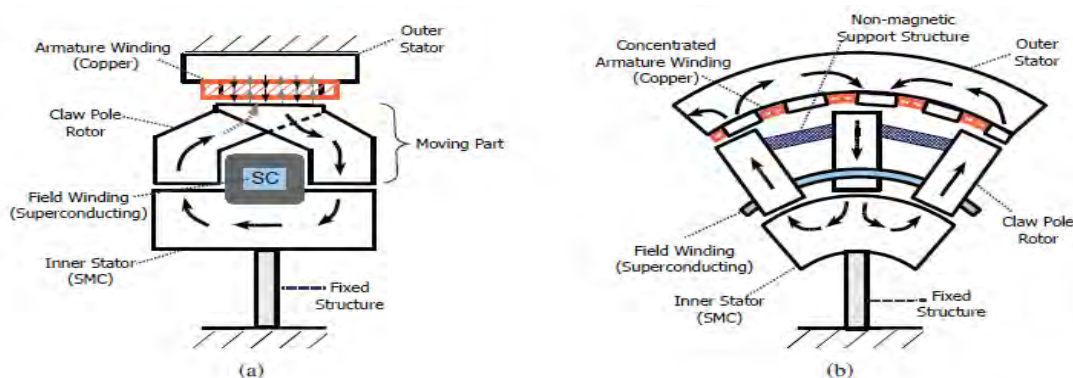 Armature Winding
(Copper)
Outer
Stator
Claw Pole
Rotor
Moving Part
SC
Field Winding
(Superconducting)
Inner Stator
(SMC)
Fixed
Structure
(a)
Non-magnetic
Support Structure
Concentrated
Armature Winding
(Copper)
Outer
Stator
Field Winding
(Superconducting)
Claw Pole
Rotor
Inner Stator
(SMC)
Fixed
Structure
(b)